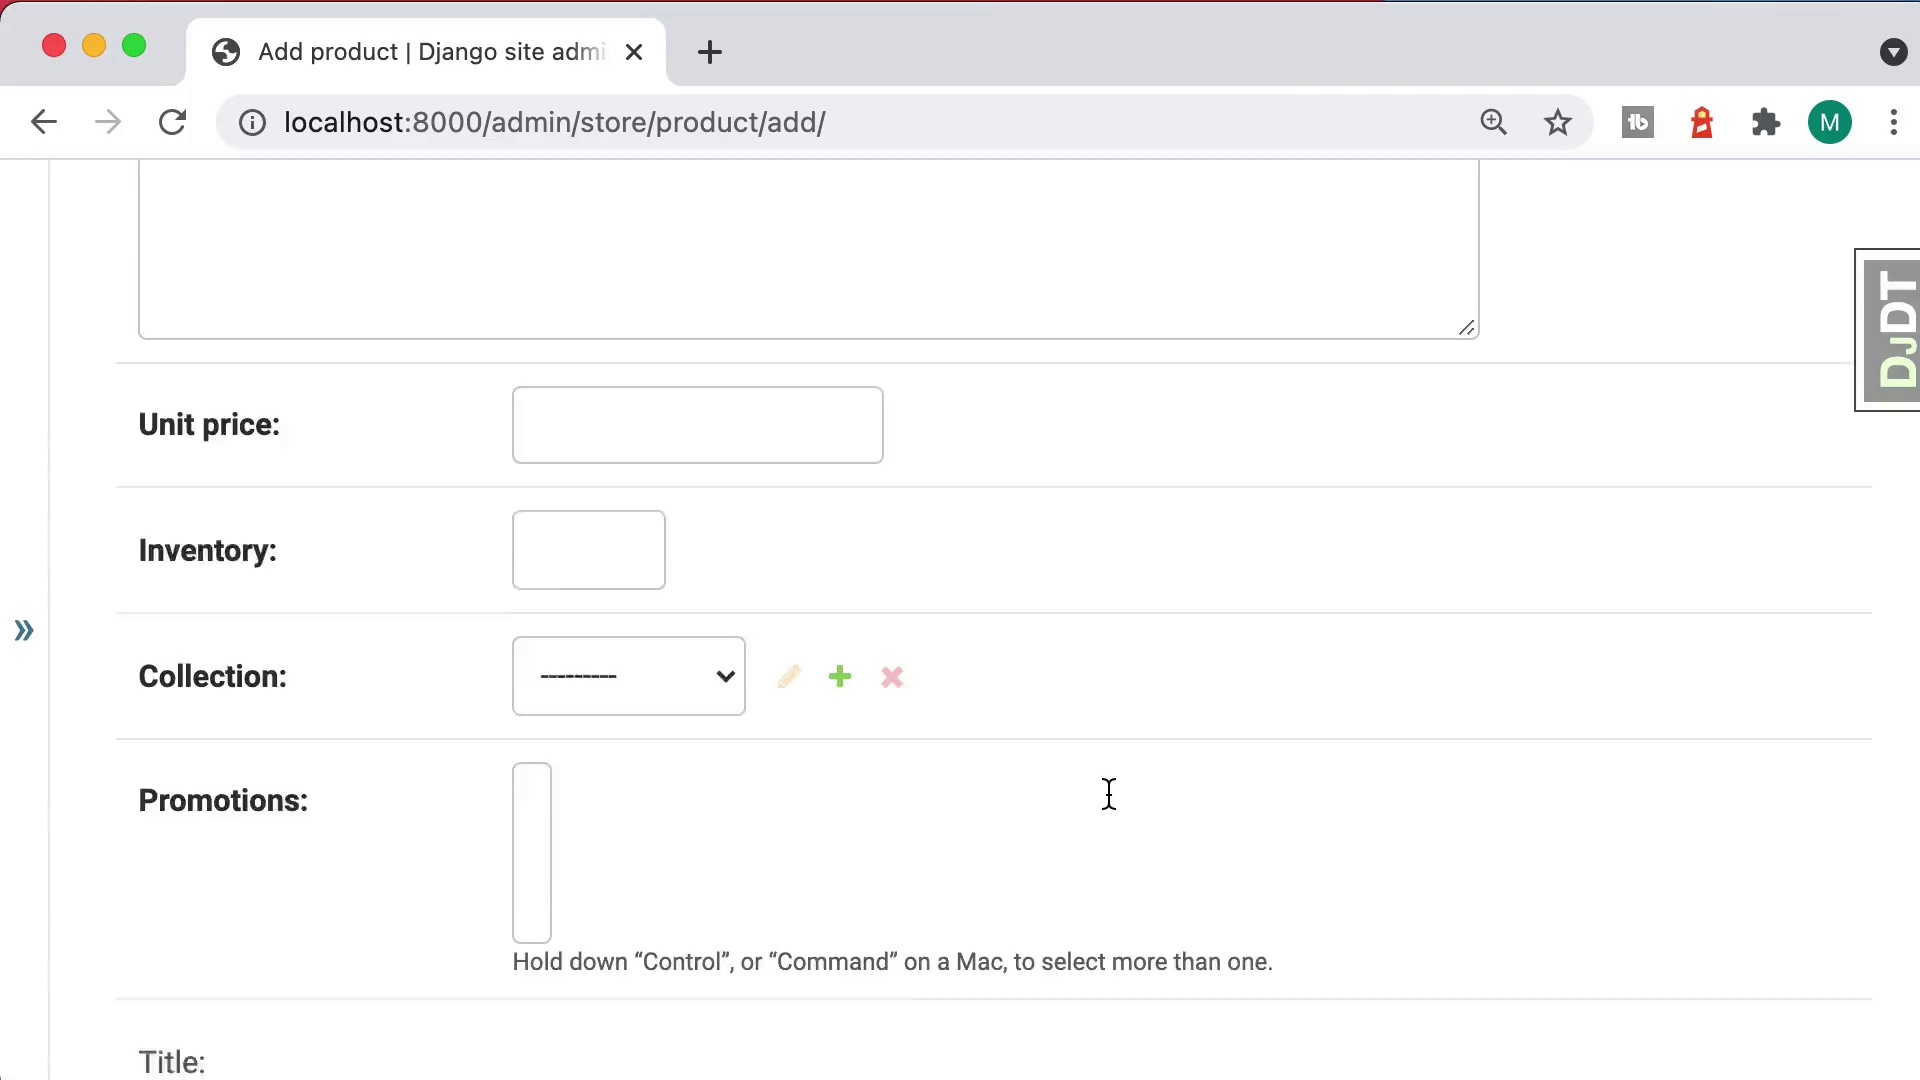 Add product | Django site admi
localhost:8000/admin/store/product/add/
M
DJDT
Unit price:
Inventory:
Collection:
---------
Promotions:
Hold down “Control”, or “Command” on a Mac, to select more than one.
Title: